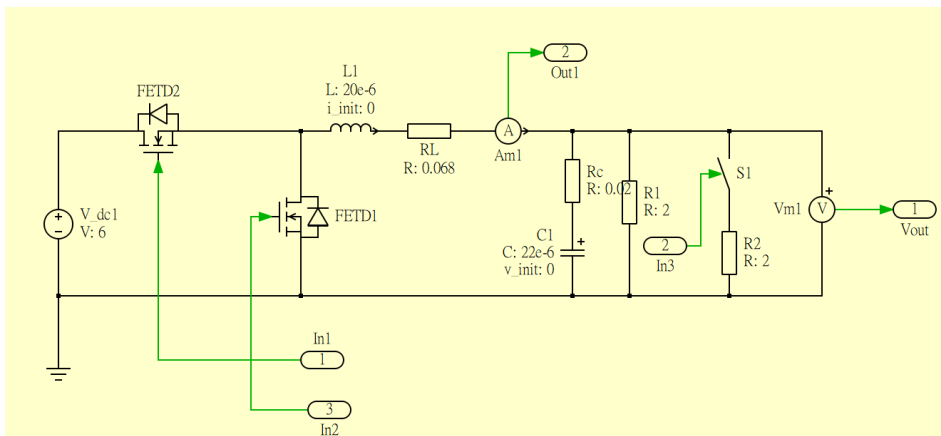 2
Out1
L1
L: 20e-6
i_init: 0
FETD2
A
Am1
RL
R: 0.068
Rc
R: 0.02
R1
R: 2
S1
+
V
Vm1
1
Vout
+
-
V_dc1
V: 6
FETD1
2
In3
C1
+
C: 22e-6
v_init: 0
R2
R: 2
In1
1
3
In2